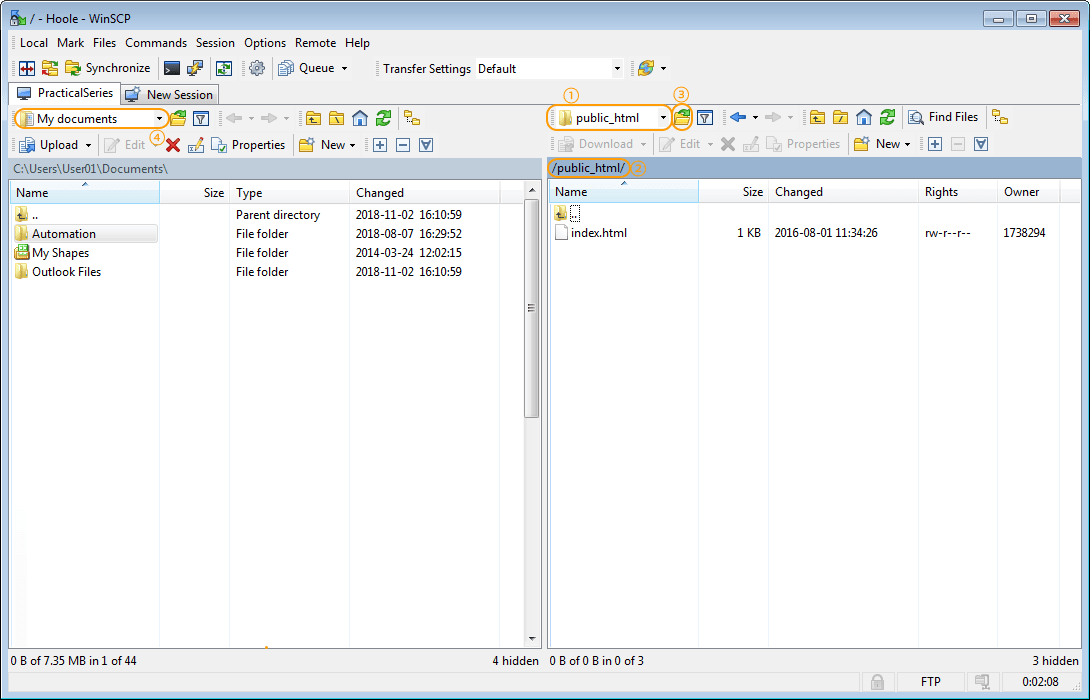 / - Hoole - WinSCP
Local Mark Files Commands Session Options Remote Help
Synchronize Queue Transfer Settings Default
PracticalSeries New Session
My documents
4
Upload Edit Properties New
C:\Users\User01\Documents\
Name Size Type Changed
.. Parent directory 2018-11-02 16:10:59
Automation File folder 2018-08-07 16:29:52
My Shapes File folder 2014-03-24 12:02:15
Outlook Files File folder 2018-11-02 16:10:59
0 B of 7.35 MB in 1 of 44 4 hidden
1 3
public_html Find Files
Download Edit Properties New
/public_html/ 2
Name Size Changed Rights Owner
..
index.html 1 KB 2016-08-01 11:34:26 rw-r--r-- 1738294
0 B of 0 B in 0 of 3 3 hidden
FTP 0:02:08